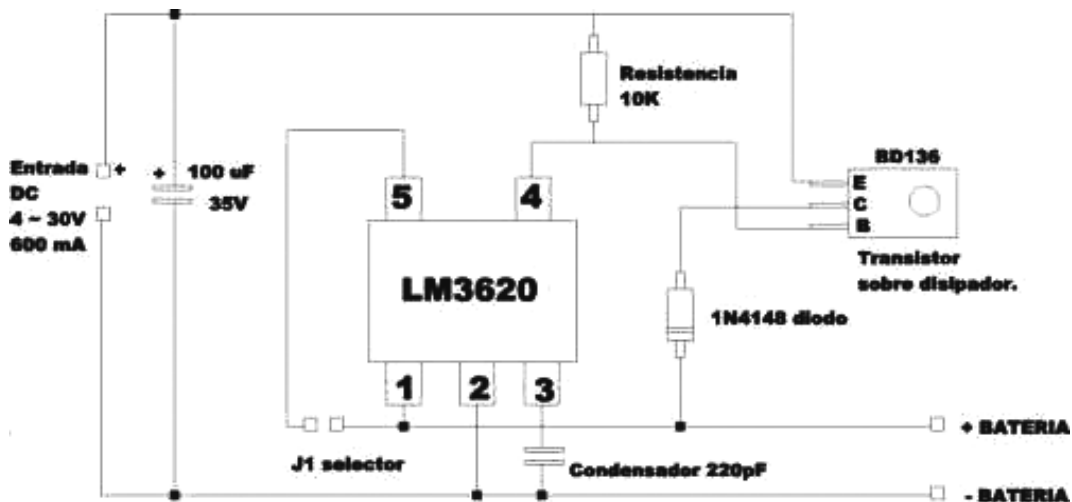 Resistencia
10K
Entrada
DC
4 ~ 30V
600 mA
+
+
100 uF
35V
5
4
LM3620
1
2
3
BD136
E
C
B
Transistor
sobre disipador.
1N4148 diodo
J1 selector
Condensador 220pF
+ BATERIA
- BATERIA